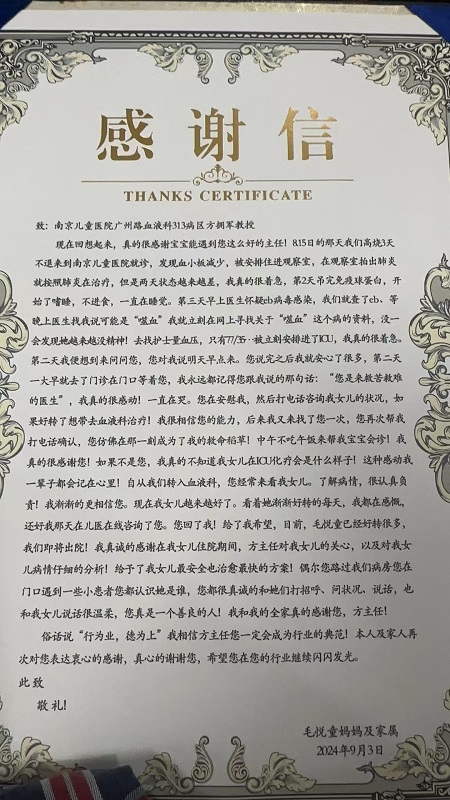 感谢信
THANKS CERTIFICATE
致：南京儿童医院广州路血液科313病区方拥军教授
现在回想起来，真的很感谢宝宝能遇到您这么好的主任！8.15日的那天我们高烧3天
不退来到南京儿童医院就诊，发现血小板减少，被安排住进观察室，在观察室拍出肺炎
就按照肺炎在治疗，但是两天状态越来越差，我真的很着急，第2天吊完免疫球蛋白，开
始了嗜睡，不进食，一直在睡觉。第三天早上医生怀疑cb病毒感染，我们就查了cb、等
晚上医生找我说可能是“噬血”我就立刻在网上寻找关于“噬血”这个病的资料，没一
会发现她越来越没精神！去找护士量血压，只有77/35·被立刻安排进了ICU，我真的很着急。
第二天我便想到来问问您，您对我说明天早点来。您说完之后我就安心了很多，第二天
一大早就去了门诊在门口等着您，我永远都记得您跟我说的那句话：“您是来救苦救难
的医生”，我真的很感动！一直在哭。您在安慰我，然后打电话咨询我女儿的状况，如
果好转了想带去血液科治疗！我很相信您的能力，后来我又来找了您一次，您再次帮我
打电话确认，您仿佛在那一刻成为了我的救命稻草！中午不吃午饭来帮我宝宝会诊！我
真的很感谢您！如果不是您，我真的不知道我女儿在ICU化疗会是什么样子！这种感动我
一辈子都会记在心里！自从我们转入血液科，您经常来看我女儿。了解病情，很认真负
责！我渐渐的更相信您。现在我女儿越来越好了。看着她渐渐好转的每天，我都在感慨，
还好我那天在儿医在线咨询了您。您回了我！给了我希望，目前，毛悦童已经好转很多，
我们即将出院！我真诚的感谢在我女儿住院期间，方主任对我女儿的关心，以及对我女
儿病情仔细的分析！给予了我女儿最安全也治愈最快的方案！偶尔您路过我们病房您在
门口遇到一些小患者您都认识她是谁，您都很真诚的和她们打招呼、问状况、说话，也
和我女儿说话很温柔，您真是一个善良的人！我和我的全家真的感谢您，方主任！
俗话说“行为业，德为上”我相信方主任您一定会成为行业的典范！本人及家人再
次对您表达衷心的感谢，真心的谢谢您，希望您在您的行业继续闪闪发光。
此致
敬礼！
毛悦童妈妈及家属
2024年9月3日